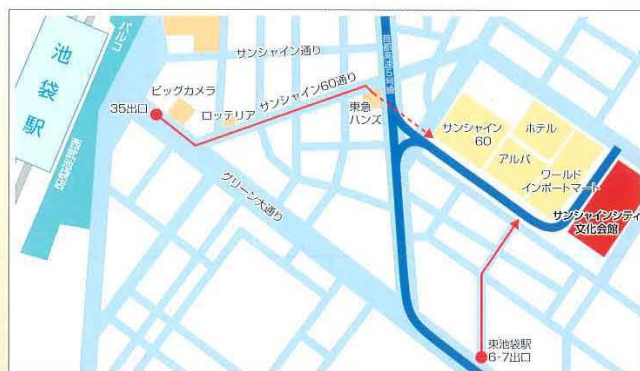 池袋駅
パルコ
西武池袋店
35出口
ビッグカメラ
ロッテリア
サンシャイン通り
サンシャイン60通り
東急
ハンズ
首都高速5号線
グリーン大通り
サンシャイン
60
ホテル
アルパ
ワールド
インポートマート
サンシャインシティ
文化会館
東池袋駅
6・7出口